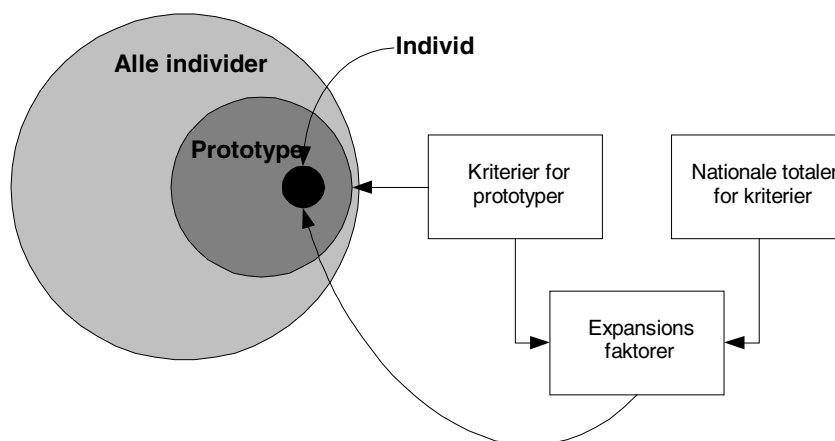 Individ
Alle individer
Prototype
Kriterier for
prototyper
Nationale totaler
for kriterier
Expansions
faktorer